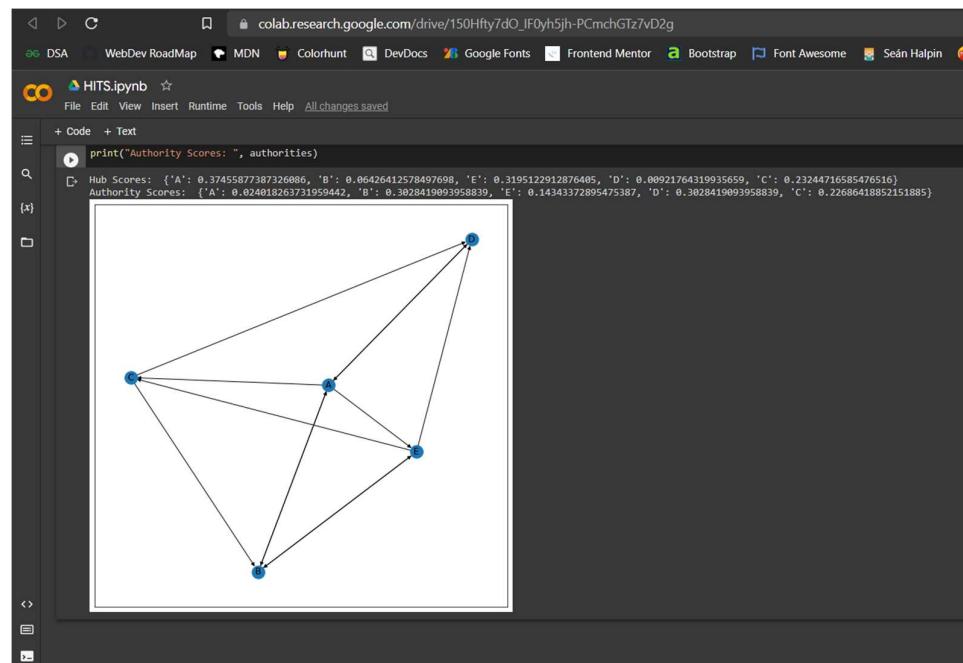 colab.research.google.com/drive/150Hfty7dO_IF0yh5jh-PCmchGTz7vD2g
DSA WebDev RoadMap MDN Colorhunt DevDocs Google Fonts Frontend Mentor Bootstrap Font Awesome Seán Halpin
HITS.ipynb
File Edit View Insert Runtime Tools Help All changes saved
+ Code + Text
print("Authority Scores: ", authorities)
Hub Scores: {'A': 0.37455877387326086, 'B': 0.06426412578497698, 'E': 0.3195122912876405, 'D': 0.00921764319935659, 'C': 0.23244716585476516}
Authority Scores: {'A': 0.024018263731959442, 'B': 0.3028419093958839, 'E': 0.14343372895475387, 'D': 0.3028419093958839, 'C': 0.22686418852151885}
{x}
D
C
A
E
B